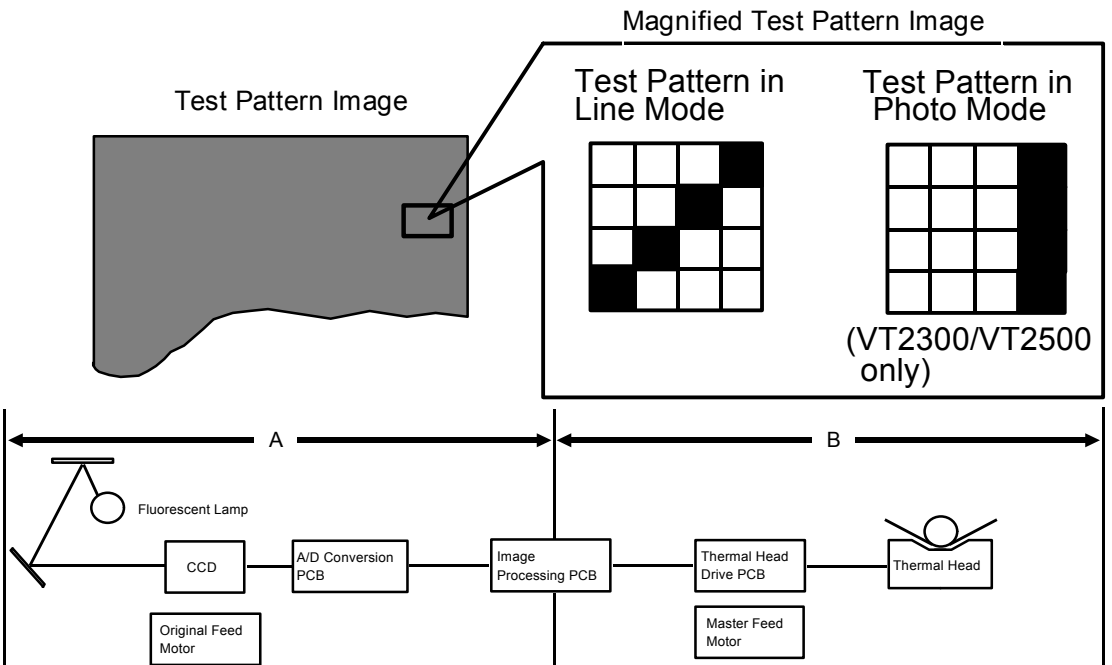 Magnified Test Pattern Image
Test Pattern Image
Test Pattern in
Line Mode
Test Pattern in
Photo Mode
(VT2300/VT2500
only)
A
B
Fluorescent Lamp
CCD
A/D Conversion
PCB
Image
Processing PCB
Thermal Head
Drive PCB
Thermal Head
Original Feed
Motor
Master Feed
Motor